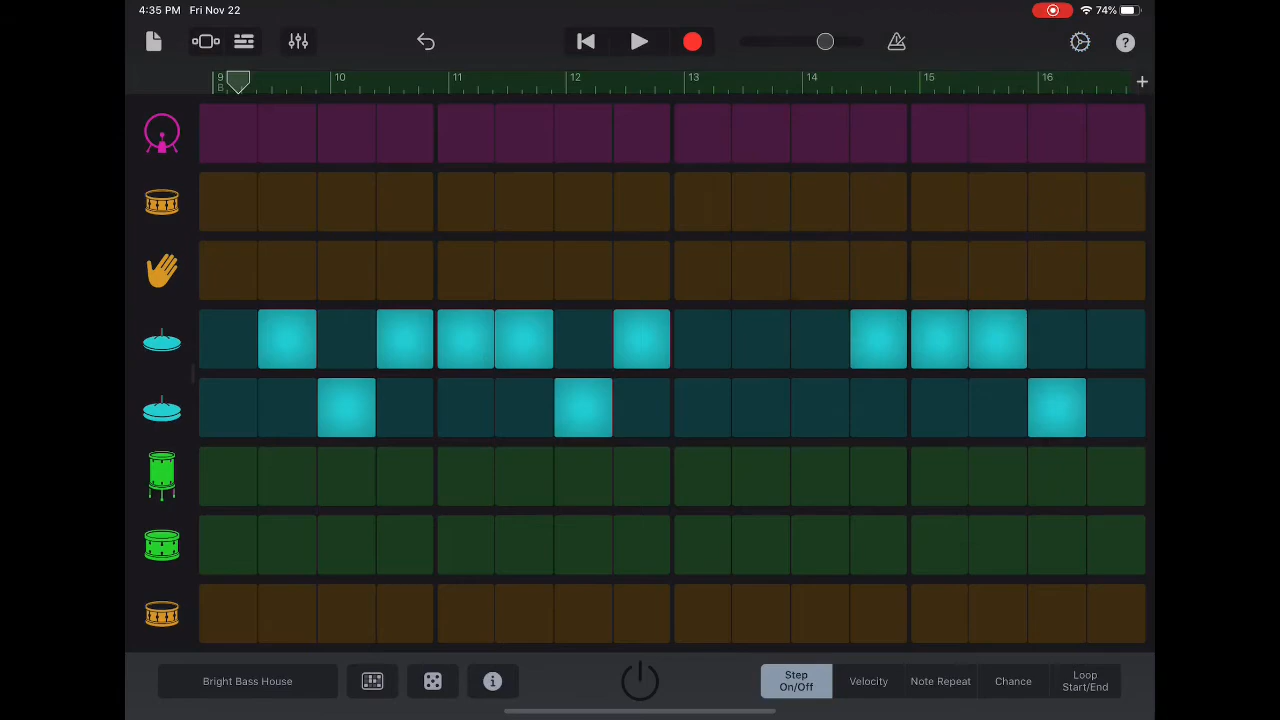 4:35 PM Fri Nov 22
74%
9 10 11 12 13 14 15 16
B
Bright Bass House
Step
On/Off
Velocity
Note Repeat
Chance
Loop
Start/End